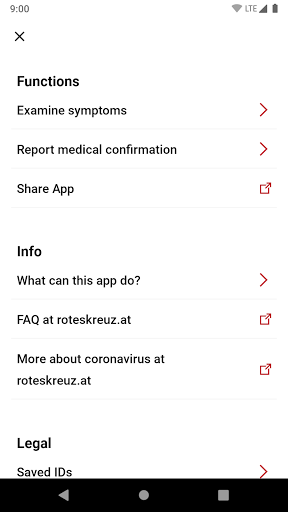 9:00
LTE
Functions
Examine symptoms
Report medical confirmation
Share App
Info
What can this app do?
FAQ at roteskreuz.at
More about coronavirus at
roteskreuz.at
Legal
Saved IDs